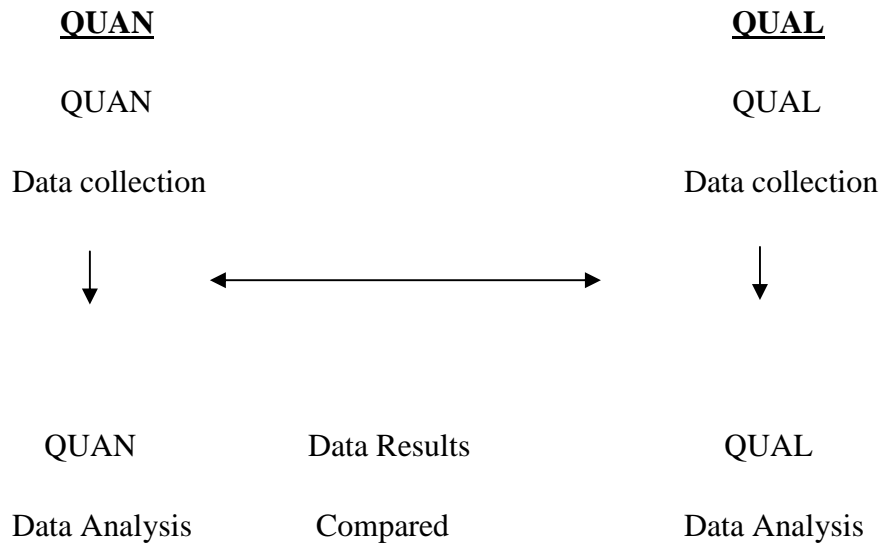 QUAN QUAL
QUAN QUAL
Data collection Data collection
QUAN Data Results QUAL
Data Analysis Compared Data Analysis